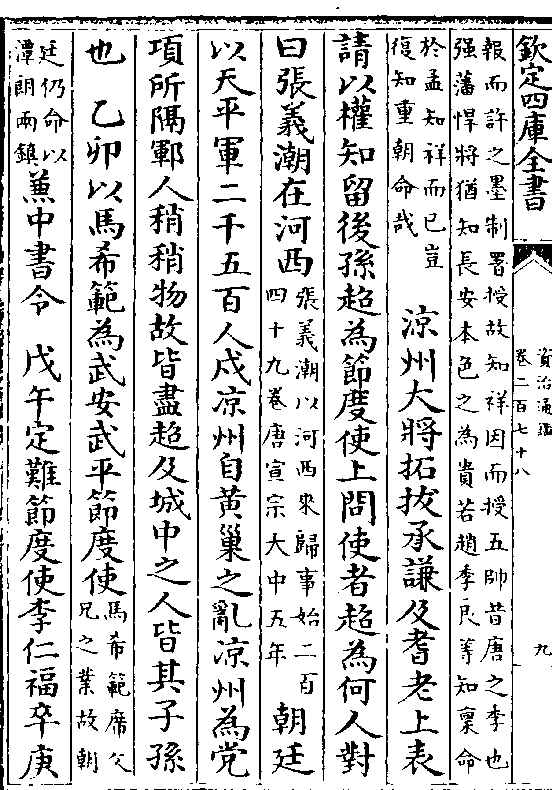 欽定四庫全書
資治通鑑
卷二百七十八
九
報而許之墨制署授故知祥因而授五帥昔唐之李也
强藩悍將猶知長安本色之為貴若趙季良等知稟命
於孟知祥而已豈
復知重朝命哉
涼州大將拓拔承謙及耆老上表
請以權知留後孫超為節度使上問使者超為何人對
曰張義潮在河西
張義潮以河西來歸事始二百
四十九卷唐宣宗大中五年
朝廷
以天平軍二千五百人戍涼州自黃巢之亂涼州為党
項所隔鄆人稍稍物故皆盡超及城中之人皆其子孫
也 乙卯以馬希範為武安武平節度使
馬希範席父
兄之業故朝
廷仍命以
潭朗兩鎮
兼中書令 戊午定難節度使李仁福卒庚